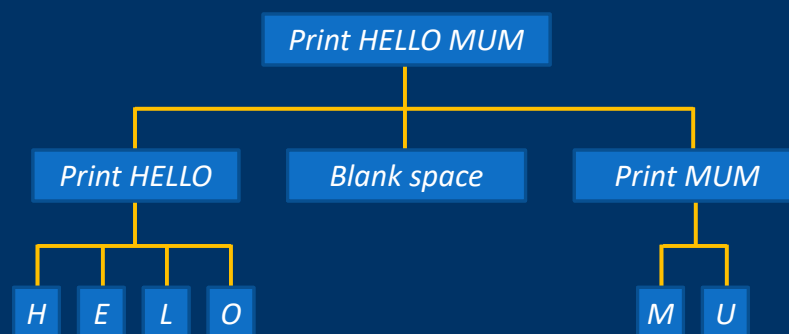 Print HELLO MUM
Print HELLO
Blank space
Print MUM
H
E
L
O
M
U